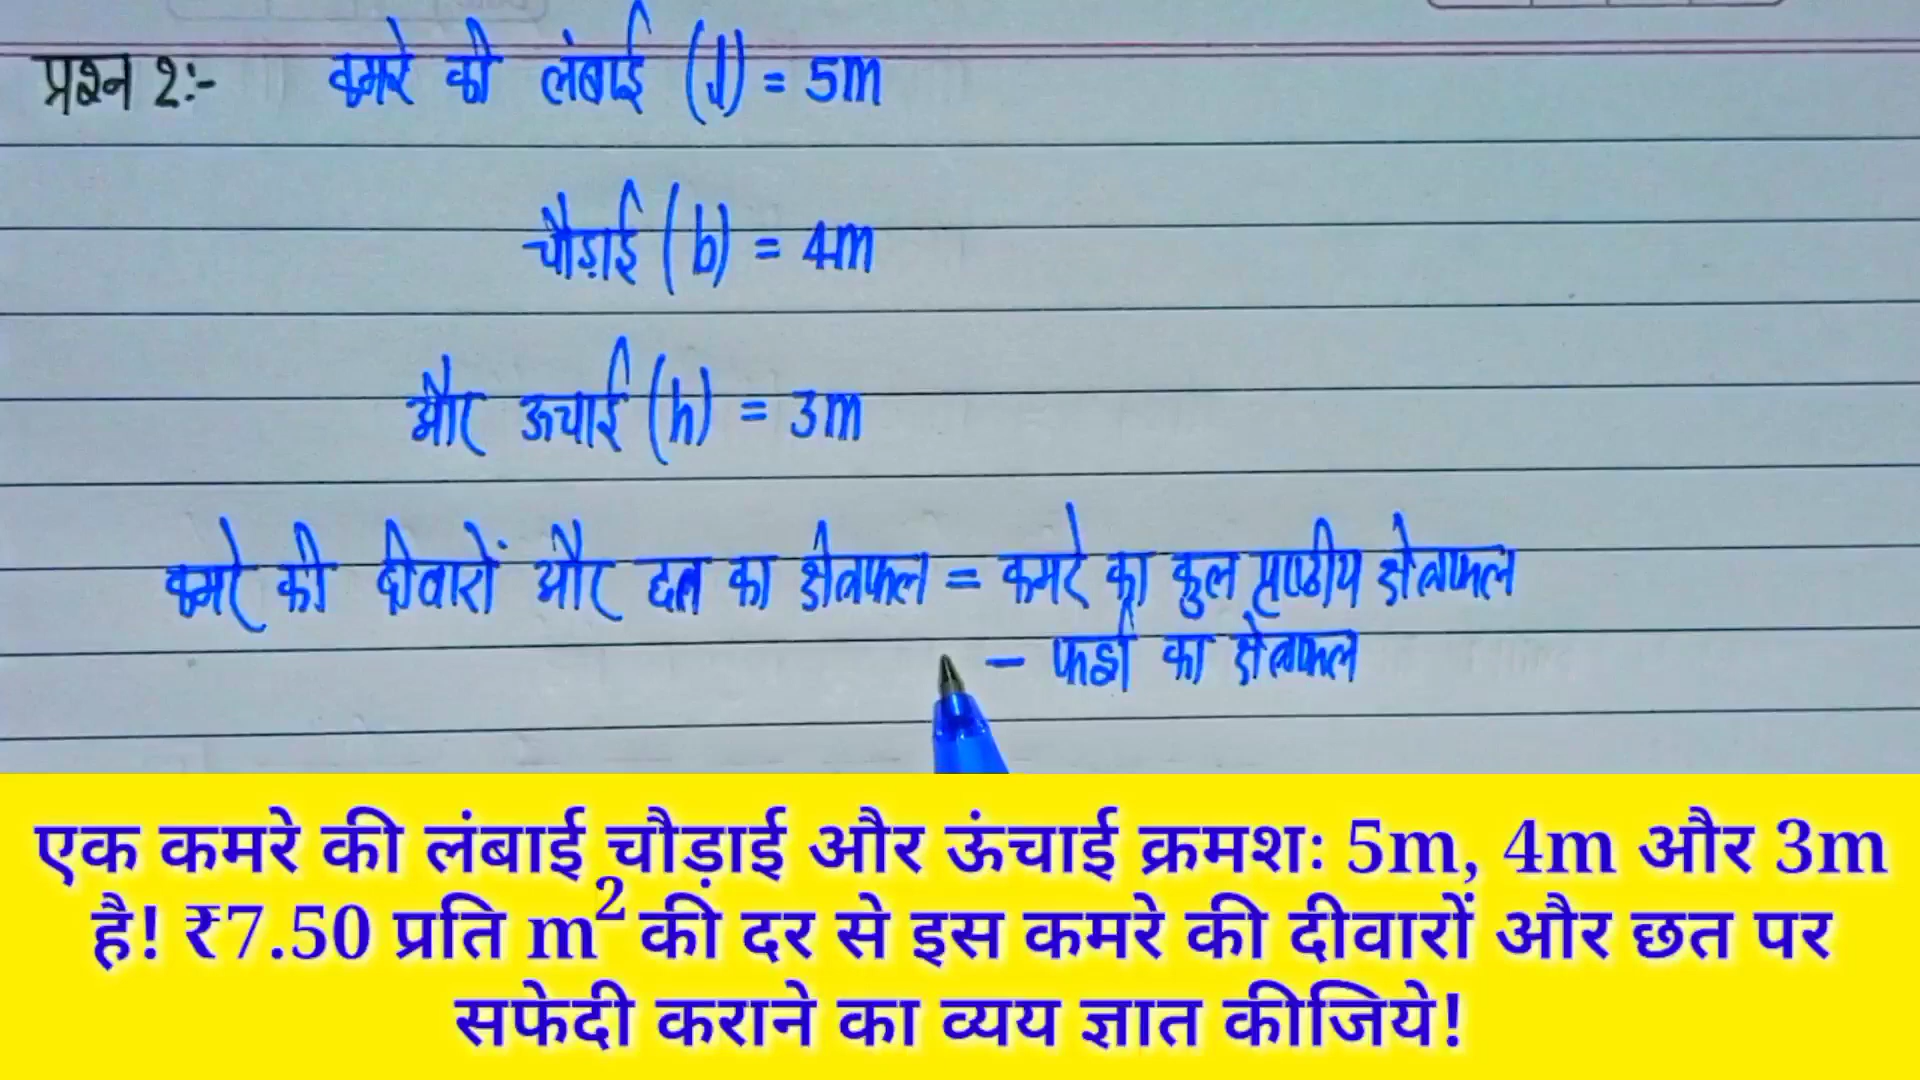 प्रश्न 2:- कमरे की लंबाई (l) = 5m
चौड़ाई (b) = 4m
और ऊचाई (h) = 3m
कमरे की दीवारों और छत का क्षेत्रफल = कमरे का कुल पृष्ठीय क्षेत्रफल
- फर्श का क्षेत्रफल
एक कमरे की लंबाई चौड़ाई और ऊंचाई क्रमशः 5m, 4m और 3m
है! ₹7.50 प्रति m² की दर से इस कमरे की दीवारों और छत पर
सफेदी कराने का व्यय ज्ञात कीजिये!